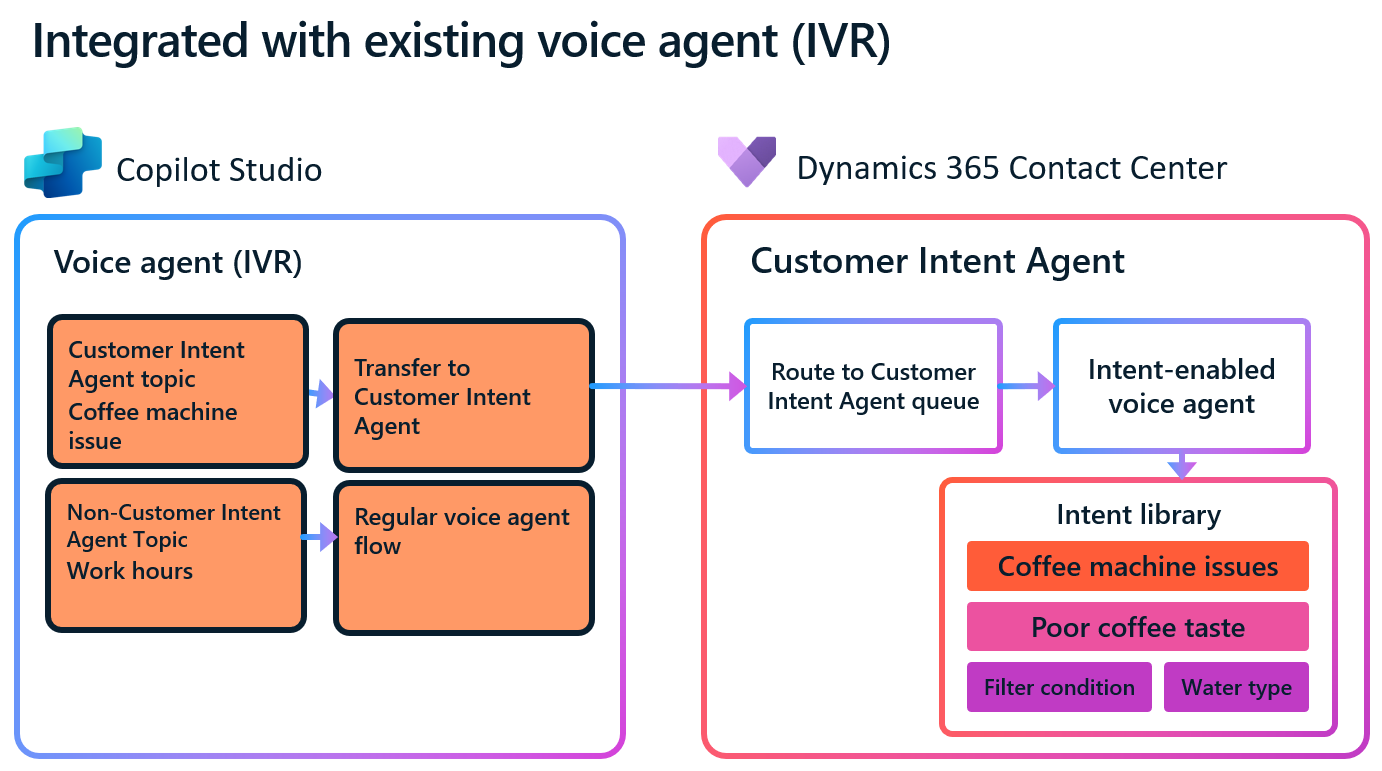 Integrated with existing voice agent (IVR)
Copilot Studio
Voice agent (IVR)
Customer Intent
Agent topic
Coffee machine
issue
Transfer to
Customer Intent
Agent
Non-Customer Intent
Agent Topic
Work hours
Regular voice agent
flow
Dynamics 365 Contact Center
Customer Intent Agent
Route to Customer
Intent Agent queue
Intent-enabled
voice agent
Intent library
Coffee machine issues
Poor coffee taste
Filter condition
Water type